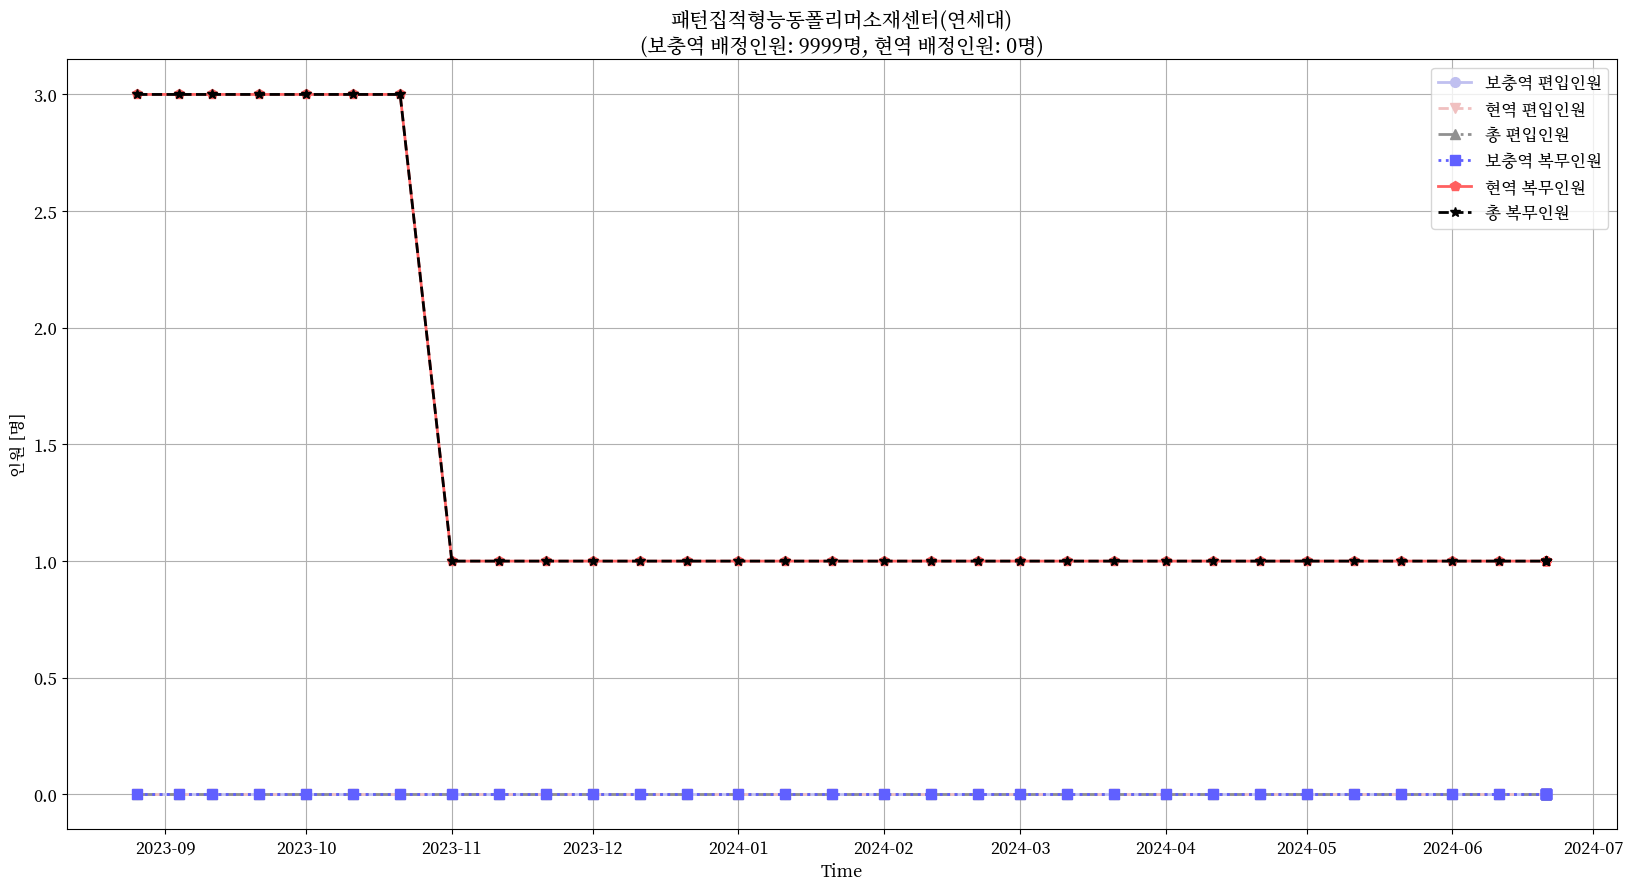 패턴집적형능동폴리머소재센터(연세대)
(보충역 배정인원: 9999명, 현역 배정인원: 0명)
보충역 편입인원
현역 편입인원
총 편입인원
보충역 복무인원
현역 복무인원
총 복무인원
인원 [명]
3.0
2.5
2.0
1.5
1.0
0.5
0.0
2023-09 2023-10 2023-11 2023-12 2024-01 2024-02 2024-03 2024-04 2024-05 2024-06 2024-07
Time